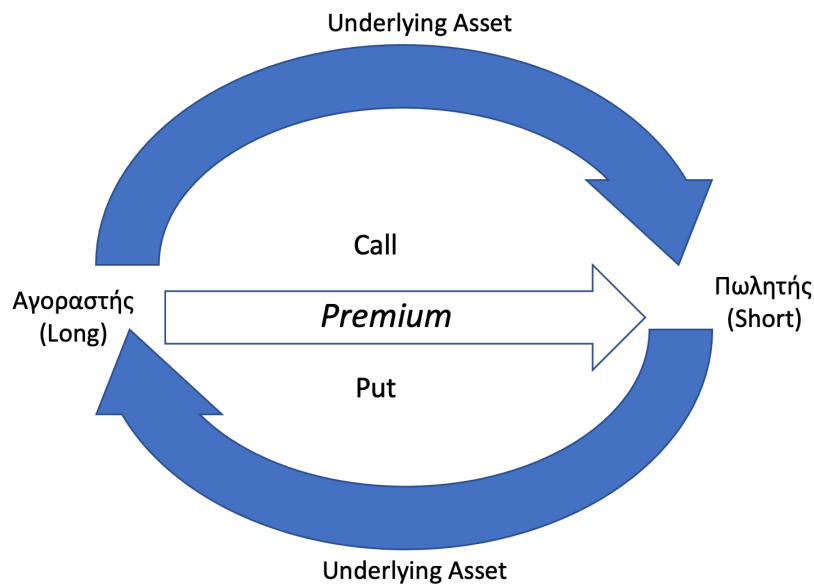 Underlying Asset
Call
Αγοραστής
(Long)
Premium
Πωλητής
(Short)
Put
Underlying Asset